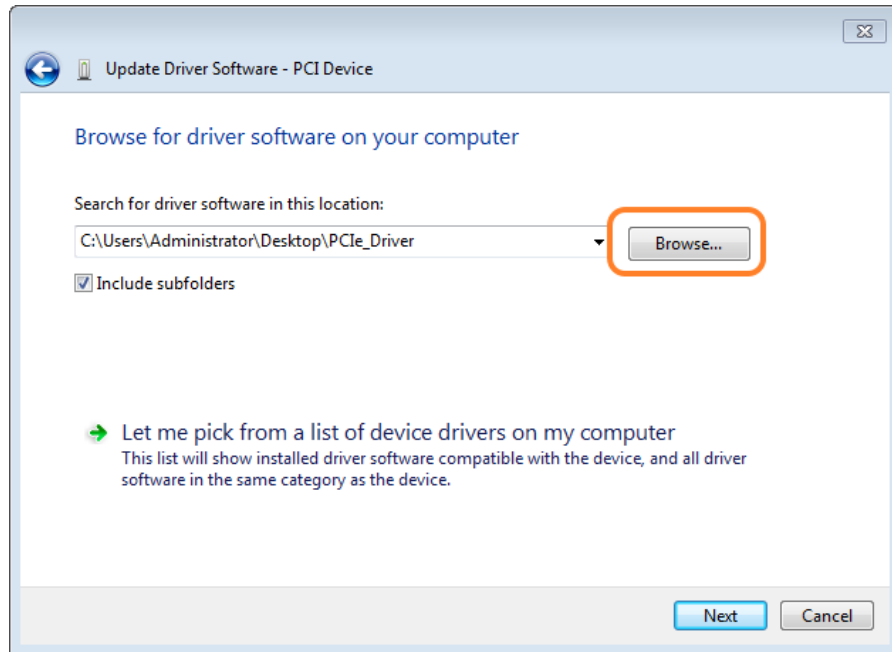 Update Driver Software - PCI Device
Browse for driver software on your computer
Search for driver software in this location:
C:\Users\Administrator\Desktop\PCIe_Driver
Browse...
Include subfolders
Let me pick from a list of device drivers on my computer
This list will show installed driver software compatible with the device, and all driver
software in the same category as the device.
Next
Cancel